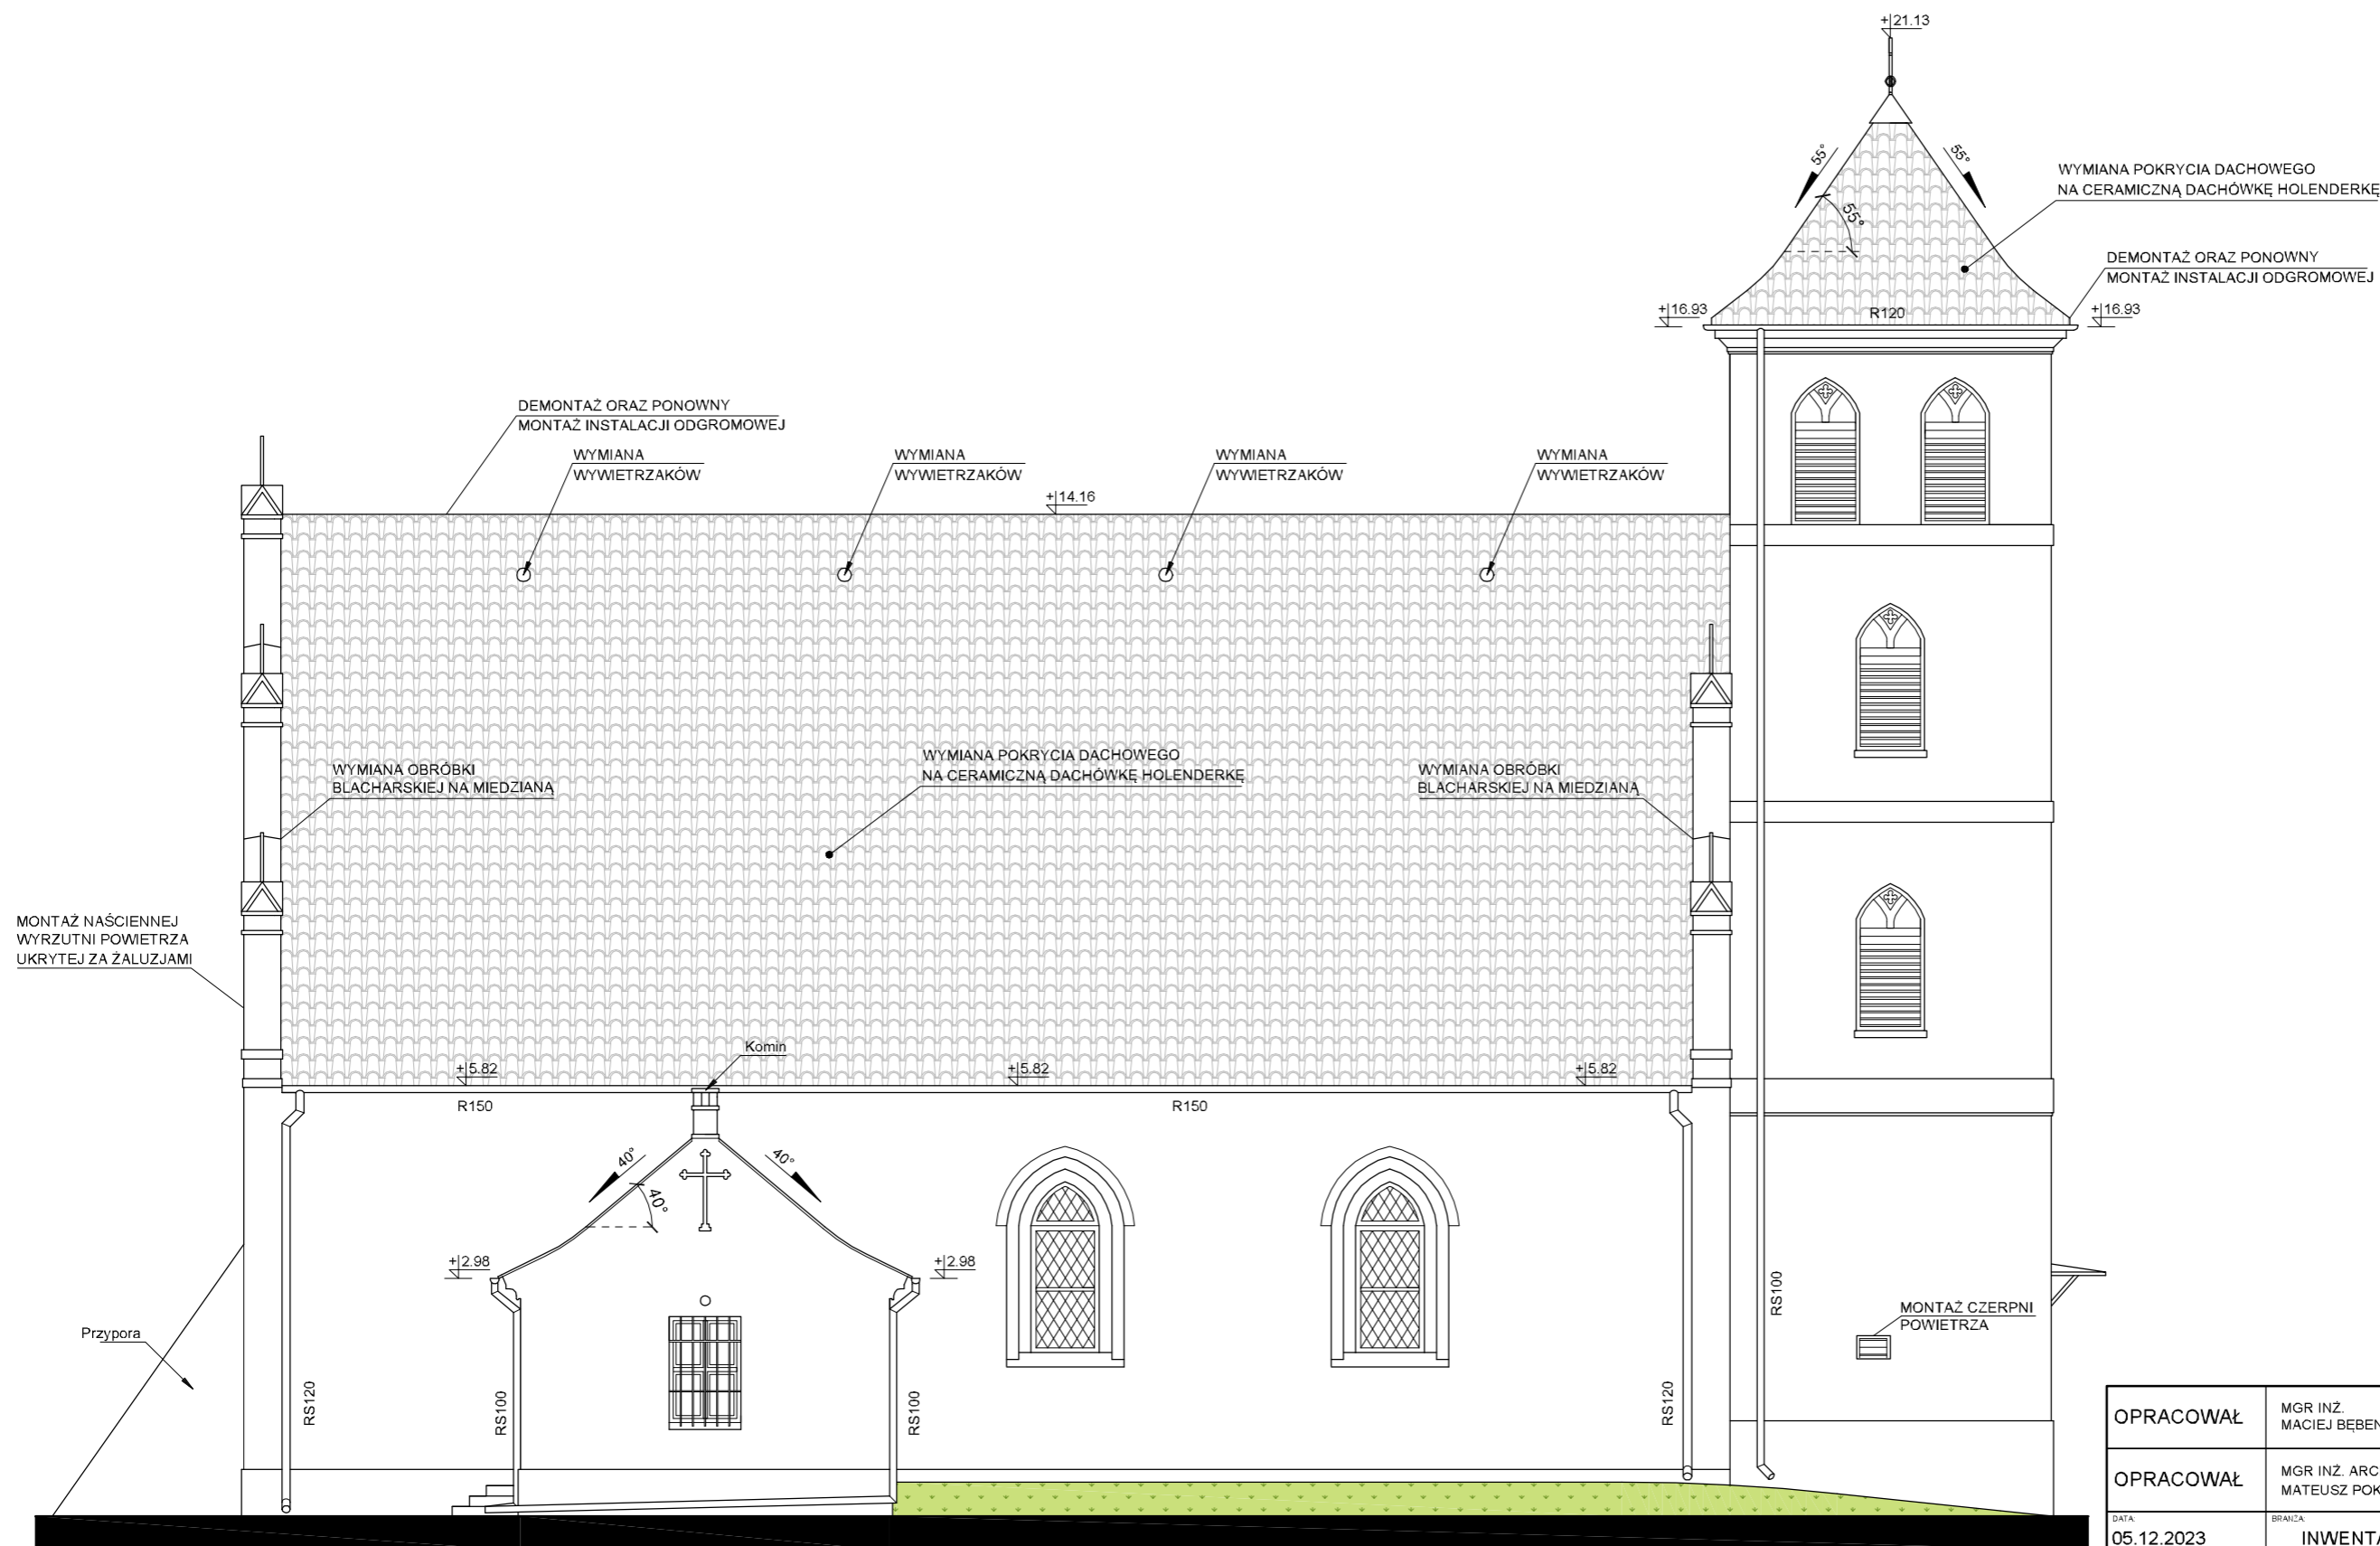 +21.13
55°
55°
55°
WYMIANA POKRYCIA DACHOWEGO
NA CERAMICZNĄ DACHÓWKĘ HOLENDERKĘ
DEMONTAŻ ORAZ PONOWNY
MONTAŻ INSTALACJI ODGROMOWEJ
+16.93
R120
+16.93
DEMONTAŻ ORAZ PONOWNY
MONTAŻ INSTALACJI ODGROMOWEJ
WYMIANA
WYWIETRZAKÓW
WYMIANA
WYWIETRZAKÓW
WYMIANA
WYWIETRZAKÓW
WYMIANA
WYWIETRZAKÓW
+14.16
WYMIANA OBRÓBKI
BLACHARSKIEJ NA MIEDZIANĄ
WYMIANA POKRYCIA DACHOWEGO
NA CERAMICZNĄ DACHÓWKĘ HOLENDERKĘ
WYMIANA OBRÓBKI
BLACHARSKIEJ NA MIEDZIANĄ
MONTAŻ NAŚCIENNEJ
WYRZUTNI POWIETRZA
UKRYTEJ ZA ŻALUZJAMI
Komin
+5.82
+5.82
+5.82
R150
R150
40°
40°
40°
+2.98
+2.98
Przypora
RS120
RS100
RS100
RS120
RS100
MONTAŻ CZERPNI
POWIETRZA
OPRACOWAŁ
MGR INŻ.
MACIEJ
OPRACOWAŁ
MGR INŻ.
MATEUSZ
DATA:
05.12.2023
BRANŻA: